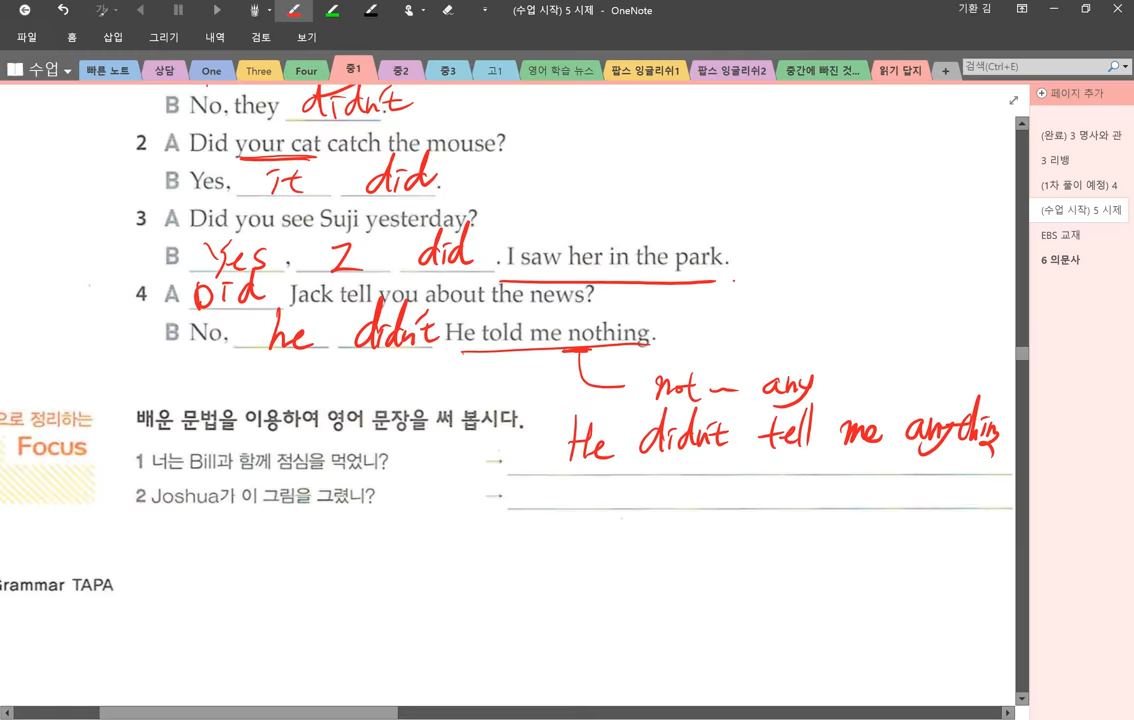 (수업 시작) 5 시제 - OneNote
기환 김
파일 홈 삽입 그리기 내역 검토 보기
수업 빠른 노트 상담 One Three Four 중1 중2 중3 고1 영어 학습 뉴스 팝스 잉글리쉬1 팝스 잉글리쉬2 중간에 빠진 것... 읽기 답지 + 검색(Ctrl+E)
페이지 추가
(완료) 3 명사와 관
3 리뱅
(1차 풀이 예정) 4
(수업 시작) 5 시제
EBS 교재
6 의문사
B No, they didn't.
2 A Did your cat catch the mouse?
B Yes, it did.
3 A Did you see Suji yesterday?
B Yes, I did. I saw her in the park.
4 A Did Jack tell you about the news?
B No, he didn't He told me nothing.
not ~ any
He didn't tell me anything
으로 정리하는
Focus
배운 문법을 이용하여 영어 문장을 써 봅시다.
1 너는 Bill과 함께 점심을 먹었니? →
2 Joshua가 이 그림을 그렸니? →
Grammar TAPA